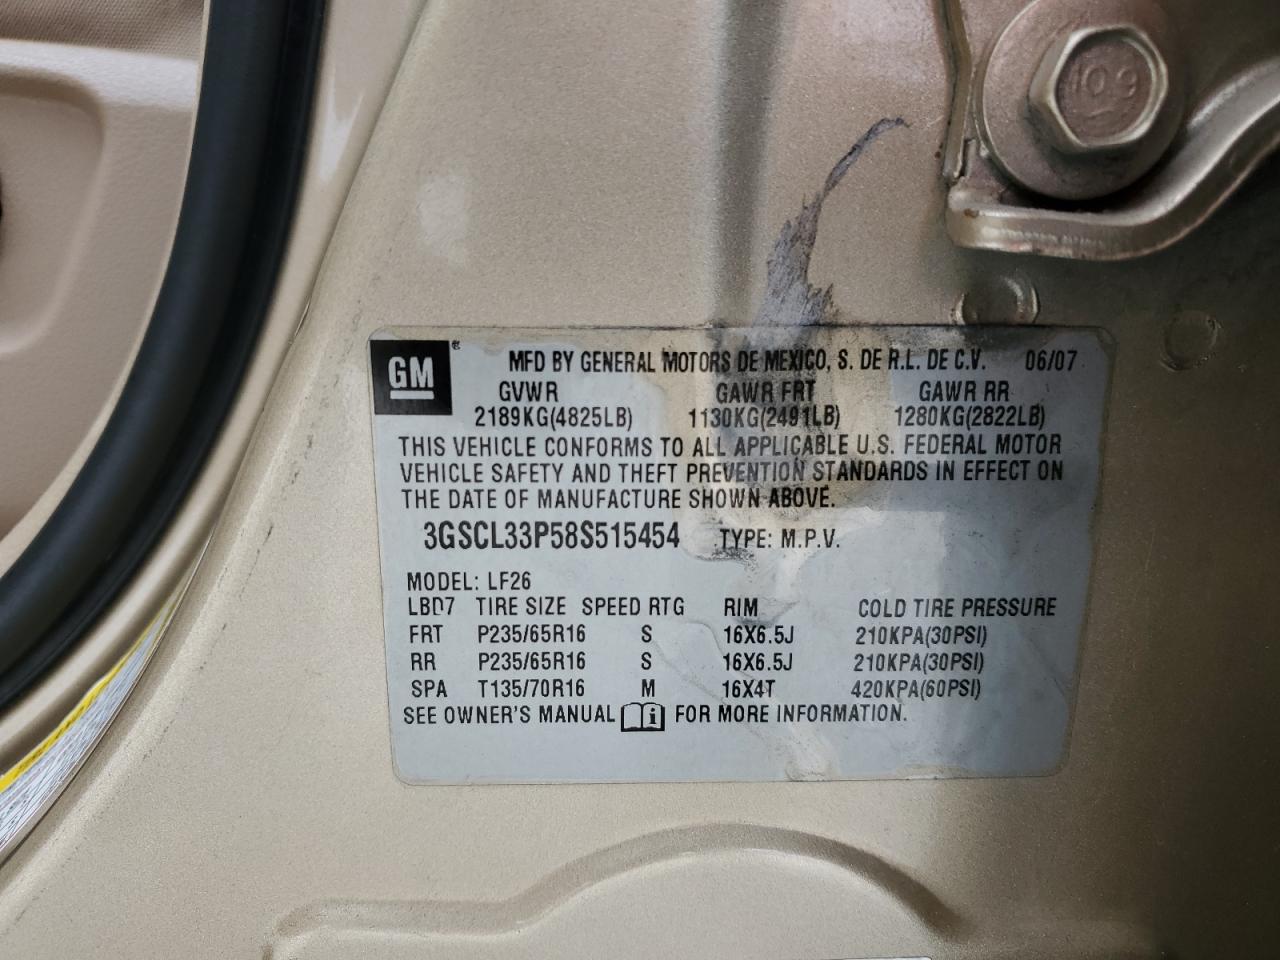 10.9
GM ®
MFD BY GENERAL MOTORS DE MEXICO, S. DE R.L. DE C.V. 06/07
GVWR GAWR FRT GAWR RR
2189KG(4825LB) 1130KG(2491LB) 1280KG(2822LB)
THIS VEHICLE CONFORMS TO ALL APPLICABLE U.S. FEDERAL MOTOR
VEHICLE SAFETY AND THEFT PREVENTION STANDARDS IN EFFECT ON
THE DATE OF MANUFACTURE SHOWN ABOVE.
3GSCL33P58S515454 TYPE: M.P.V.
MODEL: LF26
LBD7 TIRE SIZE SPEED RTG RIM COLD TIRE PRESSURE
FRT P235/65R16 S 16X6.5J 210KPA(30PSI)
RR P235/65R16 S 16X6.5J 210KPA(30PSI)
SPA T135/70R16 M 16X4T 420KPA(60PSI)
SEE OWNER'S MANUAL i FOR MORE INFORMATION.